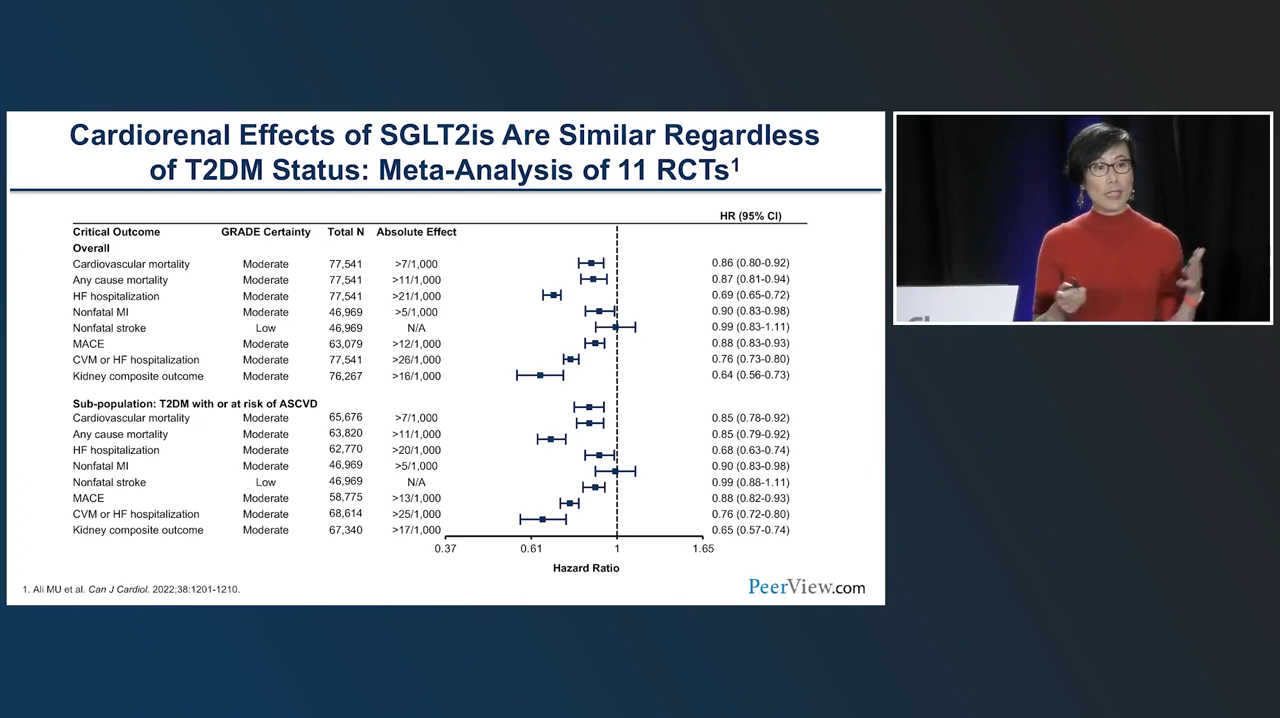 Cardiorenal Effects of SGLT2is Are Similar Regardless
of T2DM Status: Meta-Analysis of 11 RCTs1
HR (95% CI)
Critical Outcome GRADE Certainty Total N Absolute Effect
Overall
Cardiovascular mortality Moderate 77,541 >7/1,000 0.86 (0.80-0.92)
Any cause mortality Moderate 77,541 >11/1,000 0.87 (0.81-0.94)
HF hospitalization Moderate 77,541 >21/1,000 0.69 (0.65-0.72)
Nonfatal MI Moderate 46,969 >5/1,000 0.90 (0.83-0.98)
Nonfatal stroke Low 46,969 N/A 0.99 (0.83-1.11)
MACE Moderate 63,079 >12/1,000 0.88 (0.83-0.93)
CVM or HF hospitalization Moderate 77,541 >26/1,000 0.76 (0.73-0.80)
Kidney composite outcome Moderate 76,267 >16/1,000 0.64 (0.56-0.73)
Sub-population: T2DM with or at risk of ASCVD
Cardiovascular mortality Moderate 65,676 >7/1,000 0.85 (0.78-0.92)
Any cause mortality Moderate 63,820 >11/1,000 0.85 (0.79-0.92)
HF hospitalization Moderate 62,770 >20/1,000 0.68 (0.63-0.74)
Nonfatal MI Moderate 46,969 >5/1,000 0.90 (0.83-0.98)
Nonfatal stroke Low 46,969 N/A 0.99 (0.88-1.11)
MACE Moderate 58,775 >13/1,000 0.88 (0.82-0.93)
CVM or HF hospitalization Moderate 68,614 >25/1,000 0.76 (0.72-0.80)
Kidney composite outcome Moderate 67,340 >17/1,000 0.65 (0.57-0.74)
0.37 0.61 1 1.65
Hazard Ratio
1. Ali MU et al. Can J Cardiol. 2022;38:1201-1210.
PeerView.com